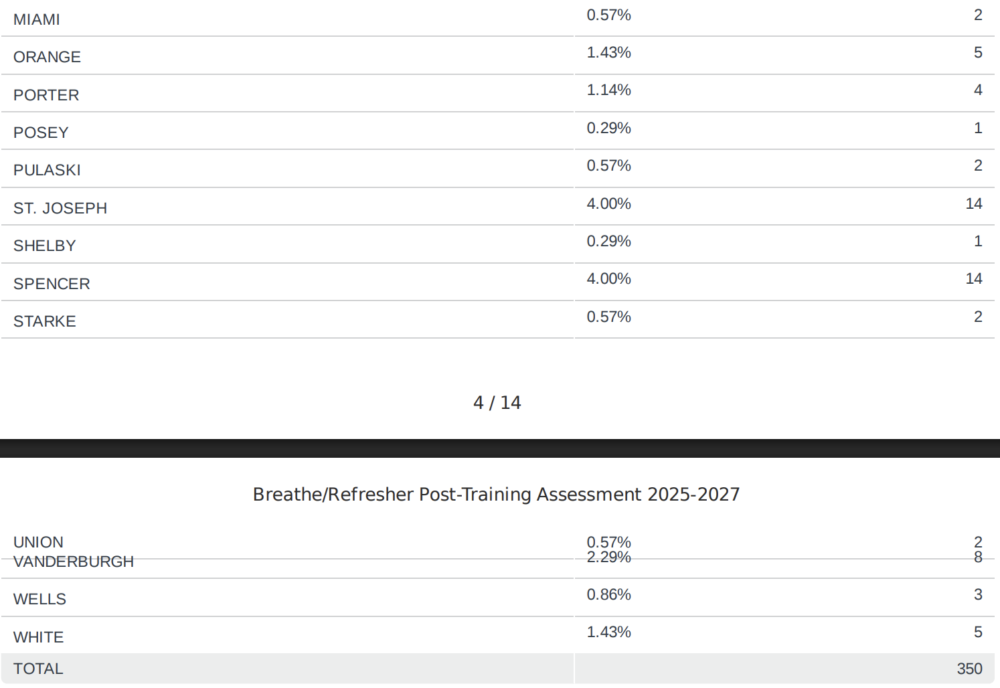 MIAMI 0.57% 2
ORANGE 1.43% 5
PORTER 1.14% 4
POSEY 0.29% 1
PULASKI 0.57% 2
ST. JOSEPH 4.00% 14
SHELBY 0.29% 1
SPENCER 4.00% 14
STARKE 0.57% 2
4 / 14
Breathe/Refresher Post-Training Assessment 2025-2027
UNION 0.57% 2
VANDERBURGH 2.29% 8
WELLS 0.86% 3
WHITE 1.43% 5
TOTAL 350